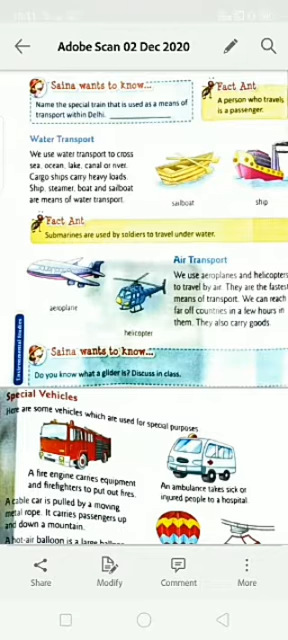 Adobe Scan 02 Dec 2020
Saina wants to know...
Name the special train that is used as a means of
transport within Delhi.
Fact Ant
A person who travels
is a passenger.
Water Transport
We use water transport to cross
sea, ocean, lake, canal or river.
Cargo ships carry heavy loads.
Ship, steamer, boat and sailboat
are means of water transport.
sailboat
ship
Fact Ant
Submarines are used by soldiers to travel under water.
Air Transport
We use aeroplanes and helicopters
to travel by air. They are the fastest
means of transport. We can reach
far off countries in a few hours in
them. They also carry goods.
aeroplane
helicopter
Environmental Studies
Saina wants to know...
Do you know what a glider is? Discuss in class.
Special Vehicles
Here are some vehicles which are used for special purposes.
A fire engine carries equipment
and firefighters to put out fires.
An ambulance takes sick or
injured people to a hospital.
A cable car is pulled by a moving
metal rope. It carries passengers up
and down a mountain.
A hot-air balloon is a large
Share
Modify
Comment
More